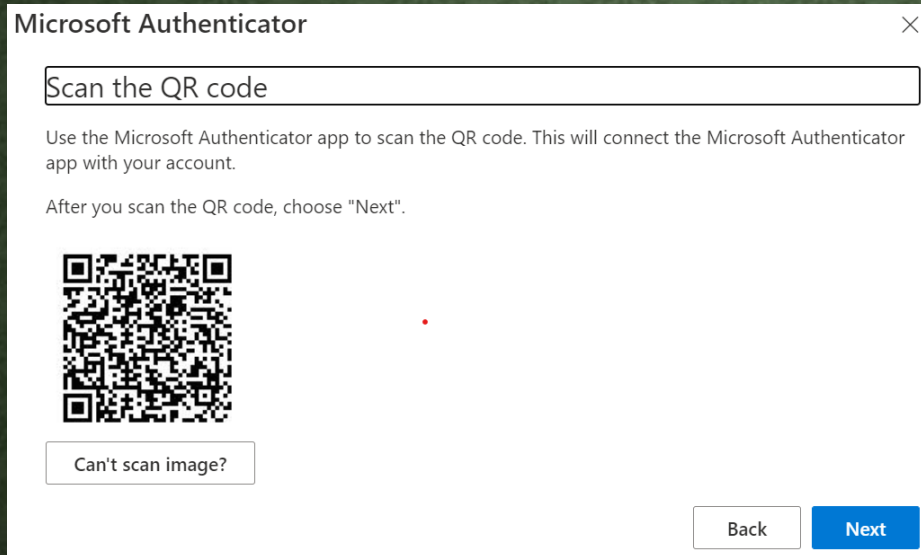 Microsoft Authenticator
Scan the QR code
Use the Microsoft Authenticator app to scan the QR code. This will connect the Microsoft Authenticator
app with your account.
After you scan the QR code, choose "Next".
Can't scan image?
Back
Next